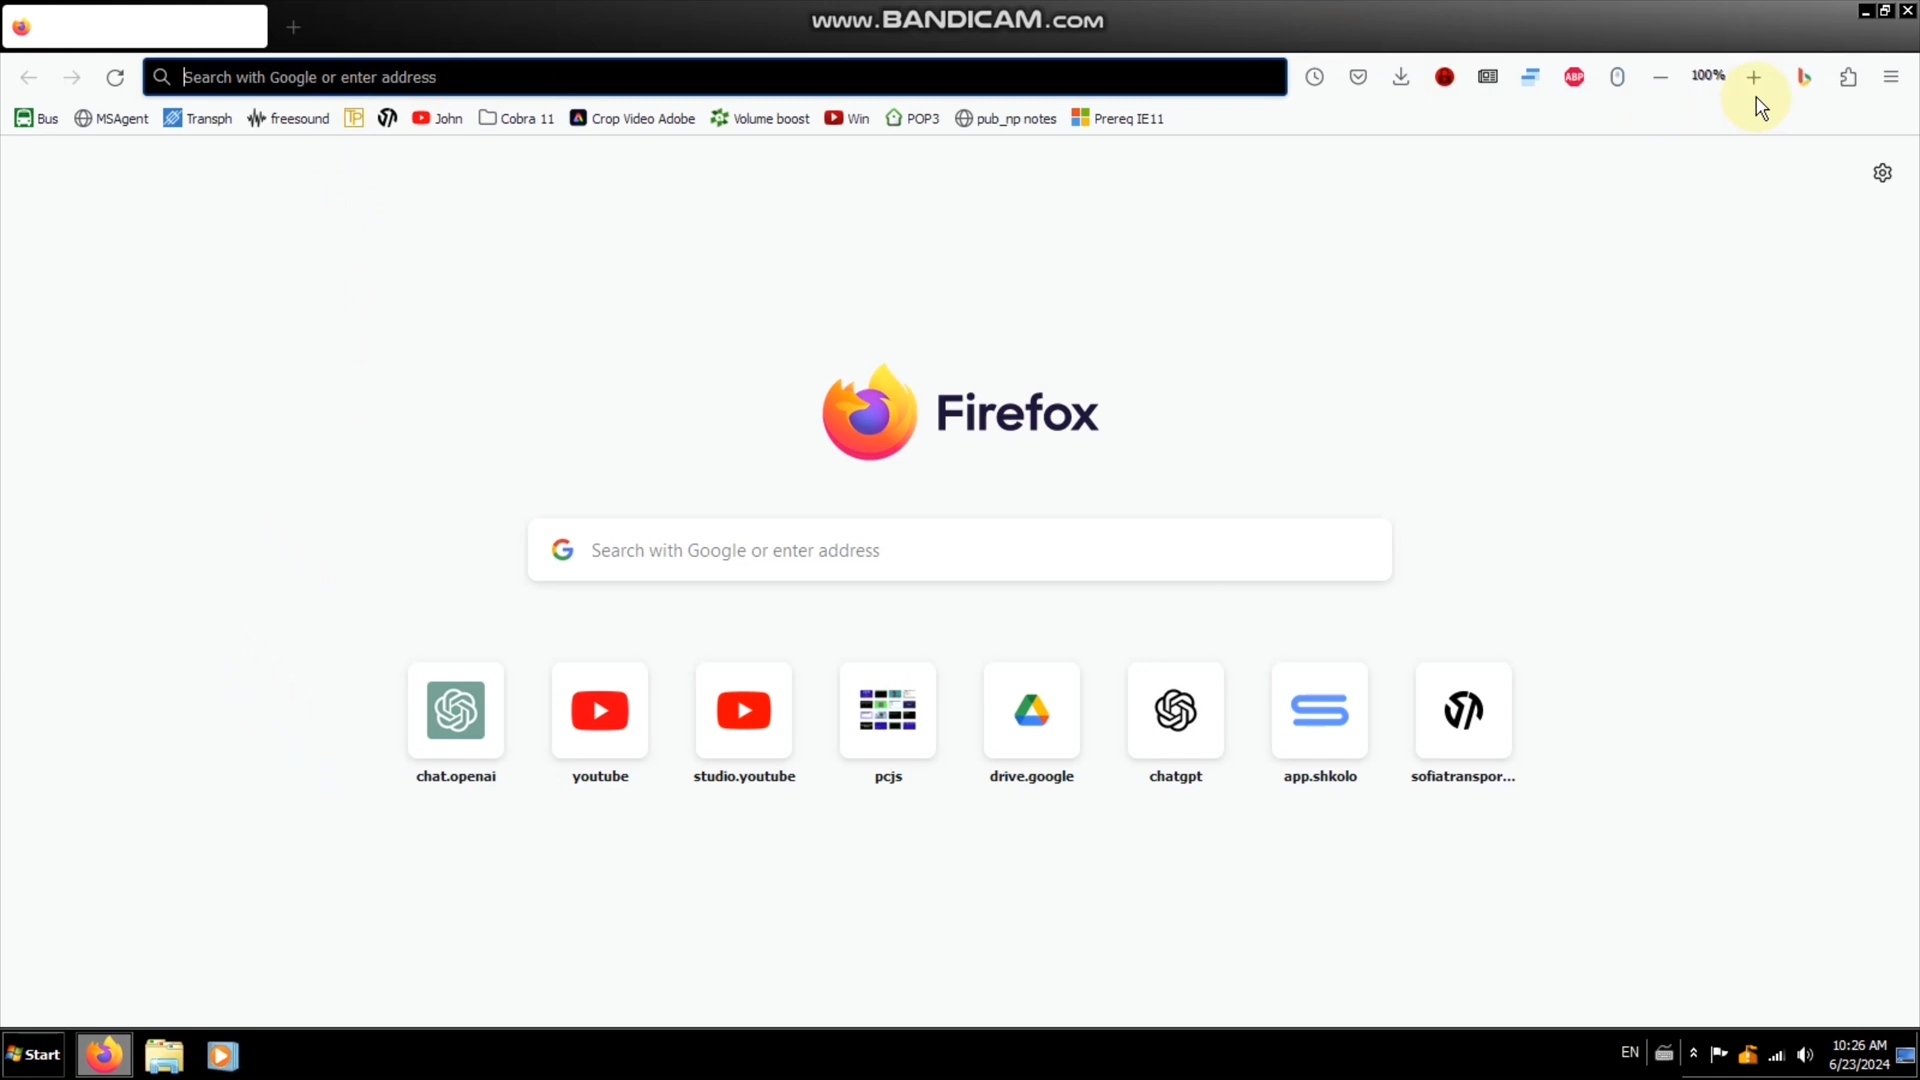 www.BANDICAM.com
Search with Google or enter address
100%
Bus MSAgent Transph freesound TP John Cobra 11 Crop Video Adobe Volume boost Win POP3 pub_np notes Prereq IE11
ABP
Firefox
Search with Google or enter address
chat.openai youtube studio.youtube pcjs drive.google chatgpt app.shkolo sofiatranspor...
Start
EN
10:26 AM
6/23/2024